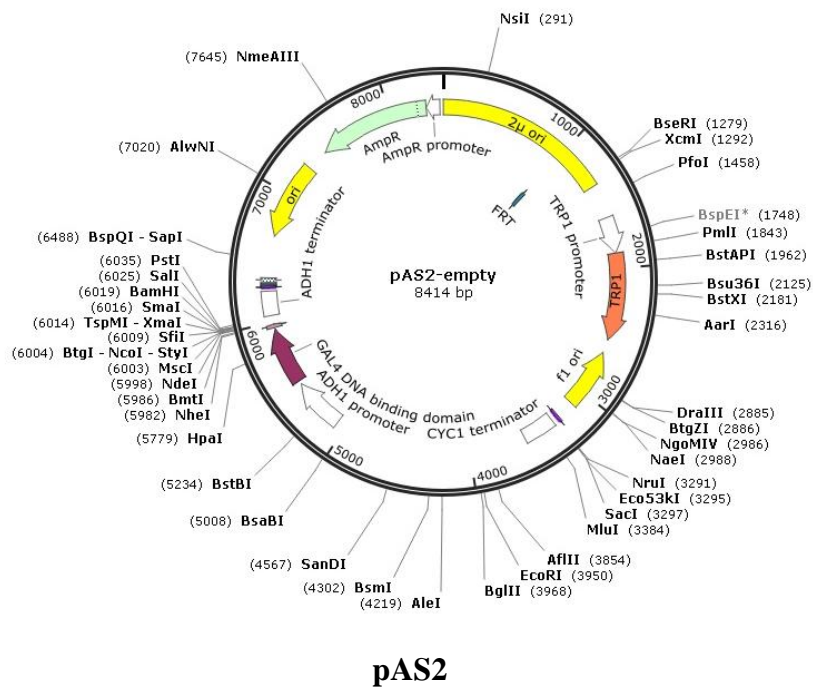 NsiI (291)
(7645) NmeAIII
8000
1000
2µ ori
AmpR
AmpR promoter
BseRI (1279)
XcmI (1292)
PfoI (1458)
(7020) AlwNI
7000
ori
FRT
TRP1 promoter
BspEI* (1748)
PmlI (1843)
2000
BstAPI (1962)
(6488) BspQI - SapI
ADH1 terminator
pAS2-empty
8414 bp
TRP1
Bsu36I (2125)
BstXI (2181)
AarI (2316)
(6035) PstI
(6025) SalI
(6019) BamHI
(6016) SmaI
(6014) TspMI - XmaI
(6009) SfiI
(6004) BtgI - NcoI - StyI
(6003) MscI
(5998) NdeI
(5986) BmtI
(5982) NheI
(5779) HpaI
6000
GAL4 DNA binding domain
ADH1 promoter
CYC1 terminator
f1 ori
3000
DraIII (2885)
BtgZI (2886)
NgoMIV (2986)
NaeI (2988)
5000
4000
(5234) BstBI
(5008) BsaBI
NruI (3291)
Eco53kI (3295)
SacI (3297)
MluI (3384)
(4567) SanDI
(4302) BsmI
(4219) AleI
AflII (3854)
EcoRI (3950)
BglII (3968)
pAS2